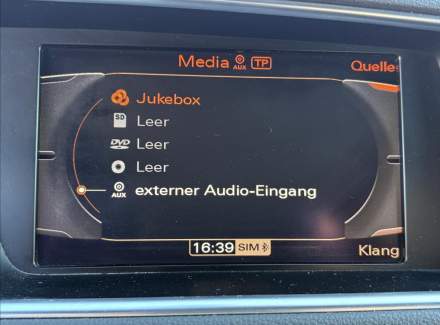 Media AUX TP
Quelle
Jukebox
SD Leer
DVD Leer
Leer
AUX externer Audio-Eingang
16:39 SIM
Klang